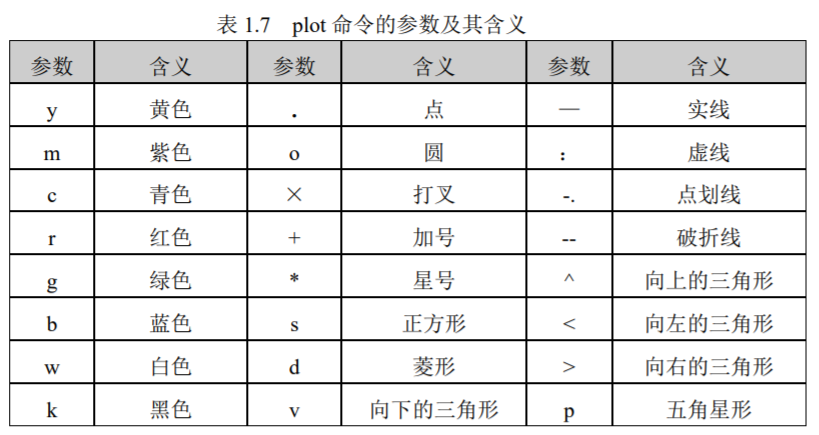 表 1.7 plot 命令的参数及其含义
参数 含义 参数 含义 参数 含义
y 黄色 . 点 — 实线
m 紫色 o 圆 : 虚线
c 青色 × 打叉 -. 点划线
r 红色 + 加号 -- 破折线
g 绿色 * 星号 ^ 向上的三角形
b 蓝色 s 正方形 < 向左的三角形
w 白色 d 菱形 > 向右的三角形
k 黑色 v 向下的三角形 p 五角星形